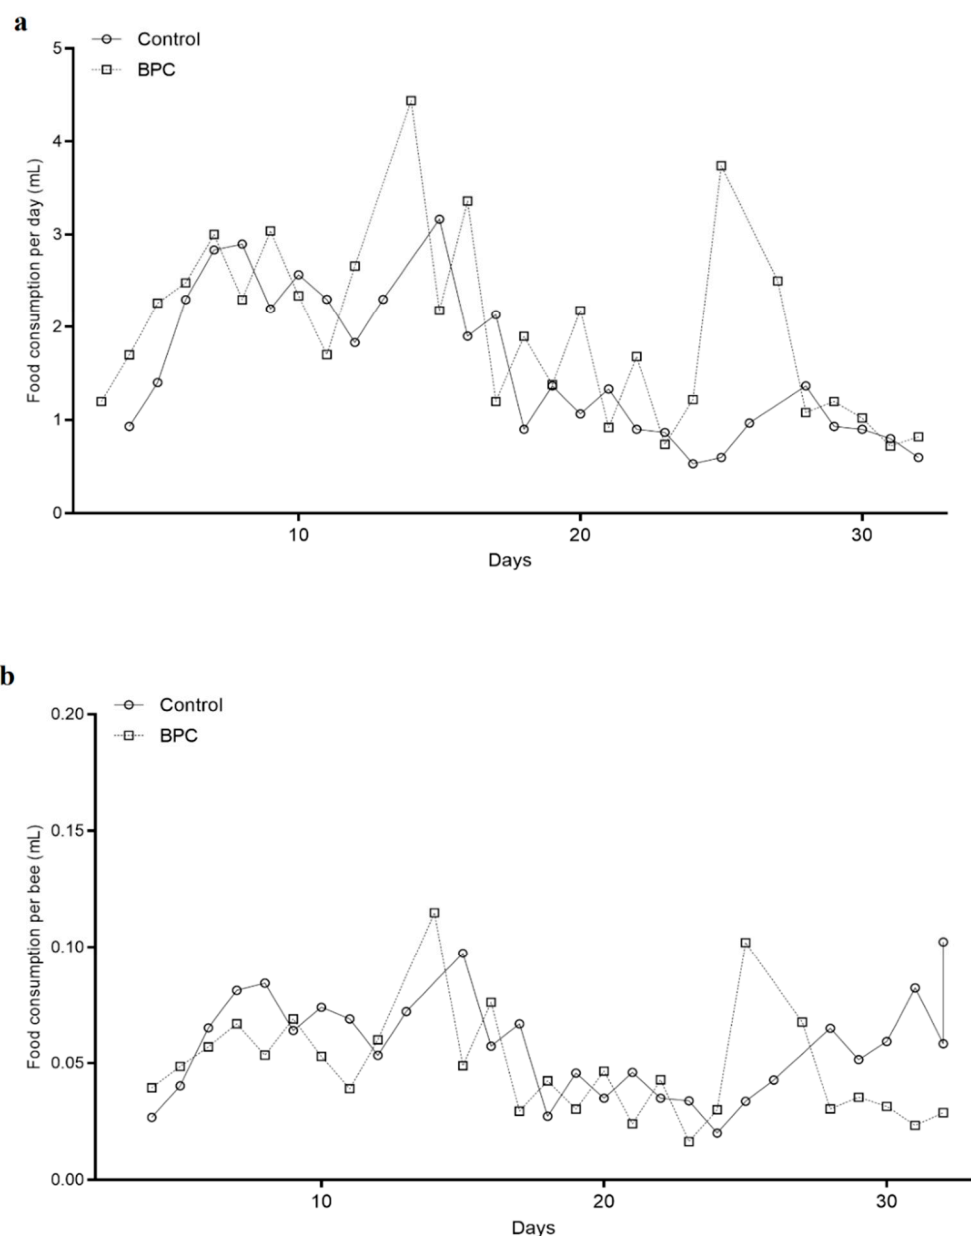 a
Control
BPC
5
4
3
2
1
0
Food consumption per day (mL)
10
20
30
Days
b
Control
BPC
0.20
0.15
0.10
0.05
0.00
Food consumption per bee (mL)
10
20
30
Days